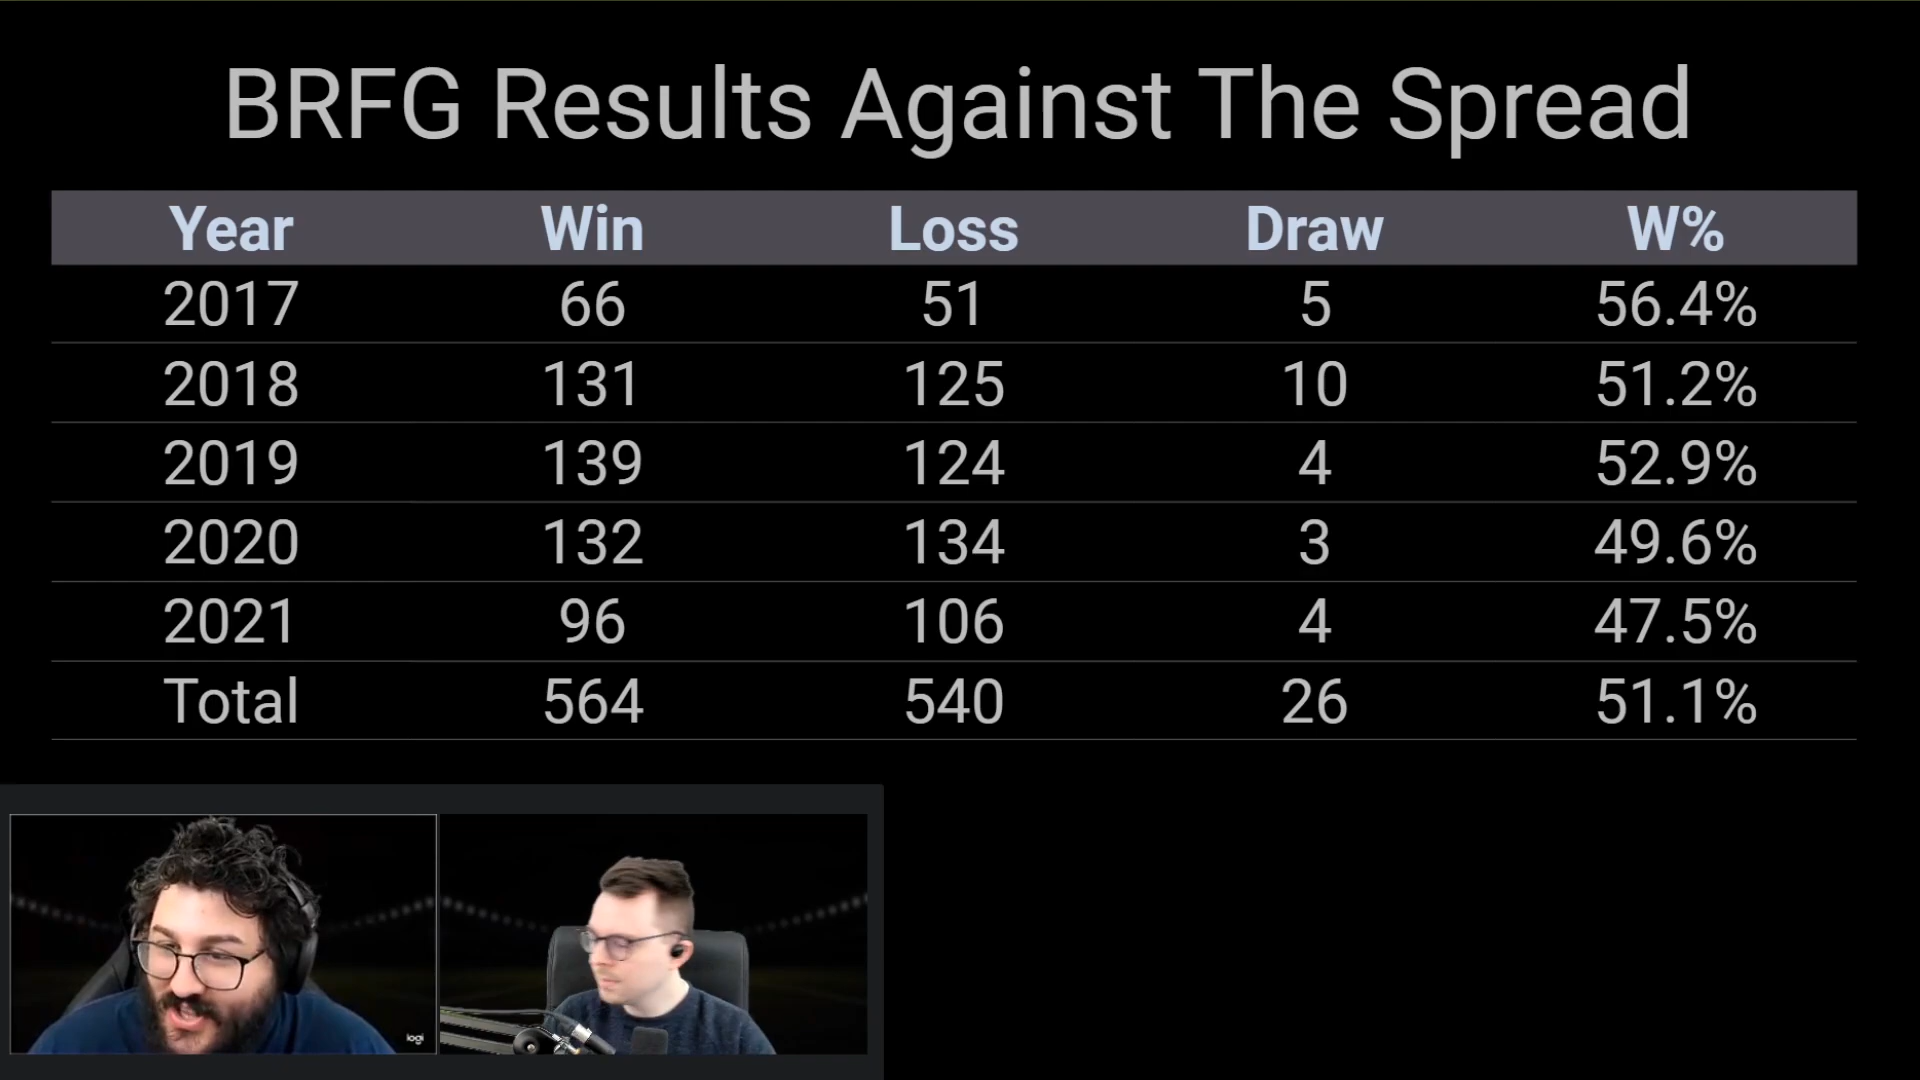 BRFG Results Against The Spread
Year Win Loss Draw W%
2017 66 51 5 56.4%
2018 131 125 10 51.2%
2019 139 124 4 52.9%
2020 132 134 3 49.6%
2021 96 106 4 47.5%
Total 564 540 26 51.1%
logi